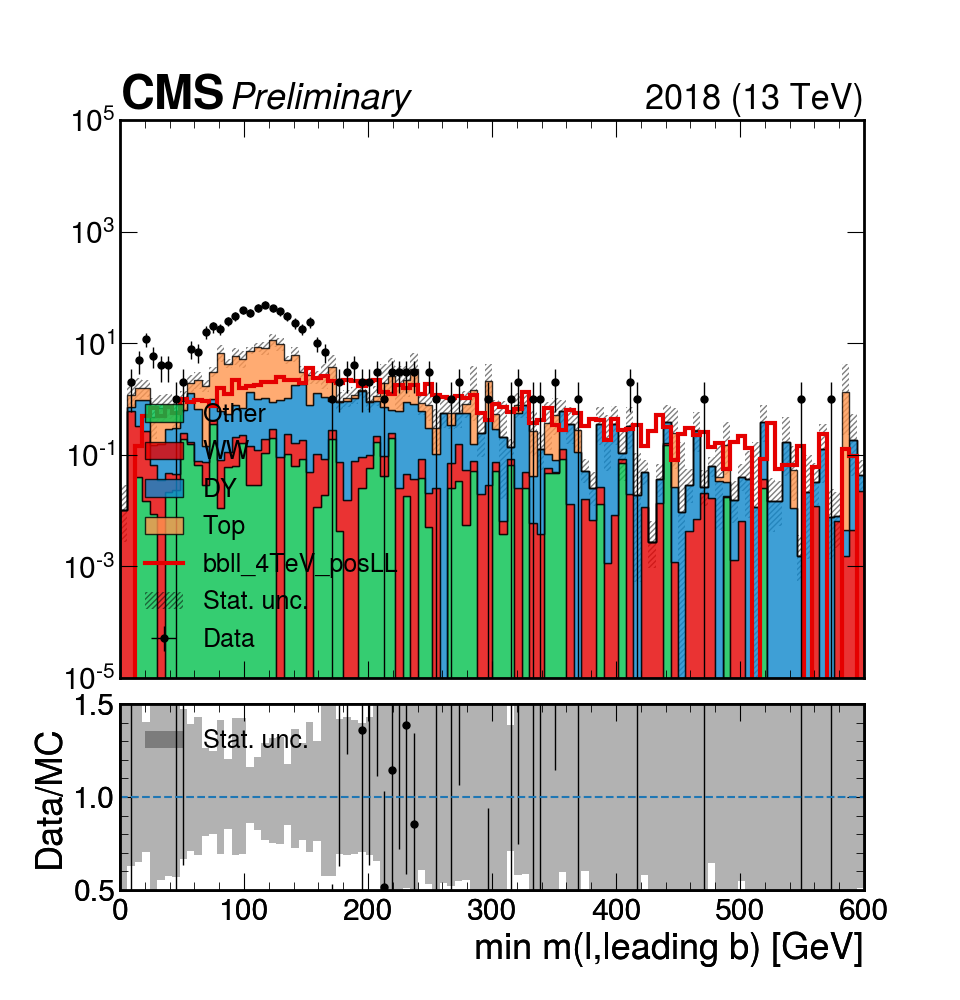 CMS Preliminary 2018 (13 TeV)
10^5
10^3
10^1
10^-1
10^-3
10^-5
Other
WW
DY
Top
bbll_4TeV_posLL
Stat. unc.
Data
1.5
1.0
0.5
Data/MC
Stat. unc.
0 100 200 300 400 500 600
min m(l,leading b) [GeV]